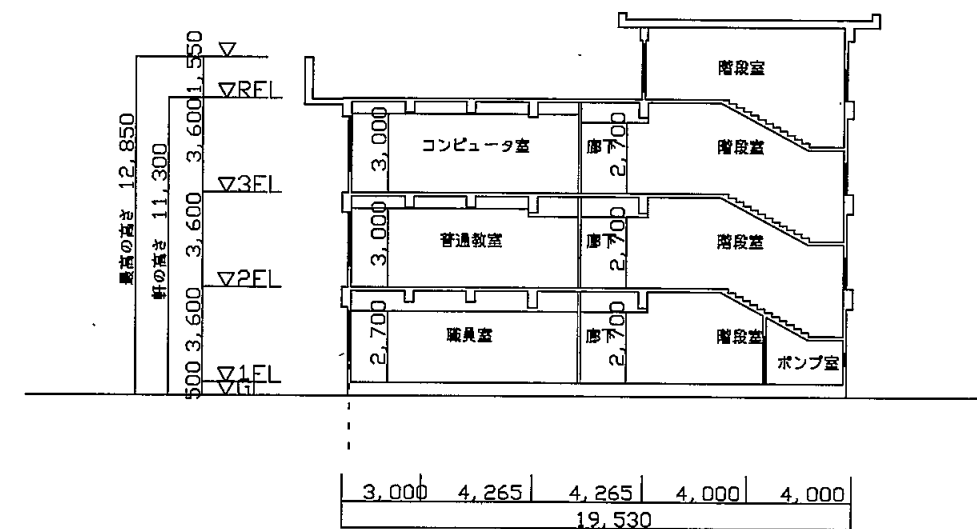 階段室
1,550
▽
▽RFL
コンピュータ室
廊下
階段室
3,000
2,700
3,600
最高の高さ 12,850
軒の高さ 11,300
▽3FL
普通教室
廊下
階段室
3,000
2,700
3,600
▽2FL
職員室
廊下
階段室
ポンプ室
2,700
2,700
3,600
▽1FL
▽GL
500
3,000
4,265
4,265
4,000
4,000
19,530